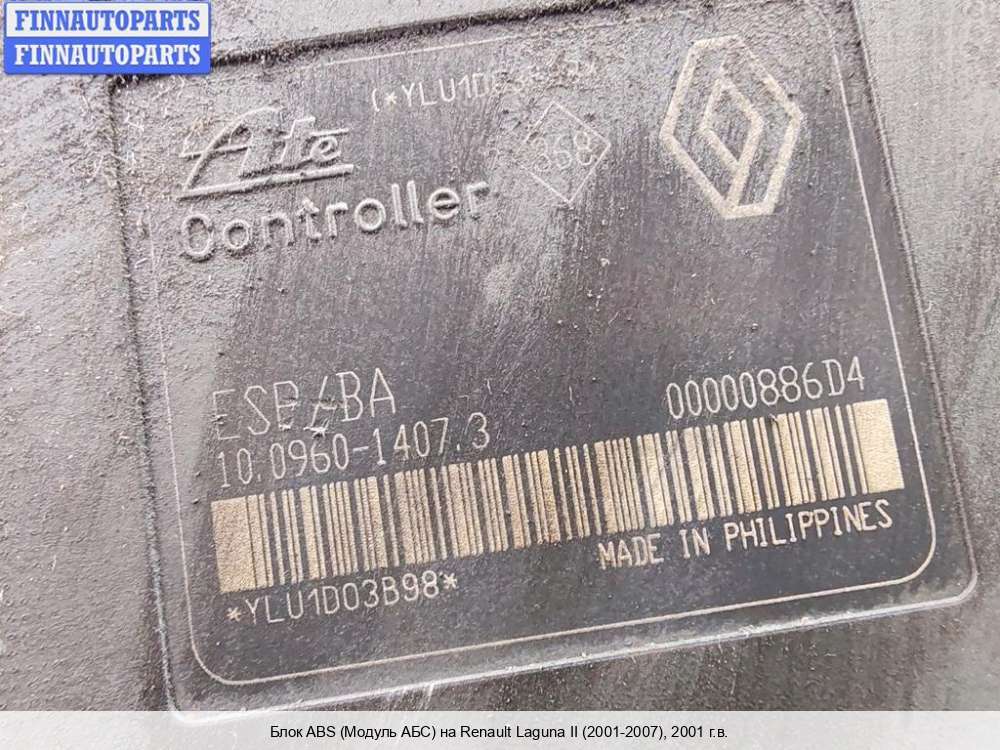 FINNAUTOPARTS
FINNAUTOPARTS
Ate
Controller
368
ESP/BA
00000886D4
10.0960-1407.3
MADE IN PHILIPPINES
*YLU1D03B98*
Блок ABS (Модуль АБС) на Renault Laguna II (2001-2007), 2001 г.в.